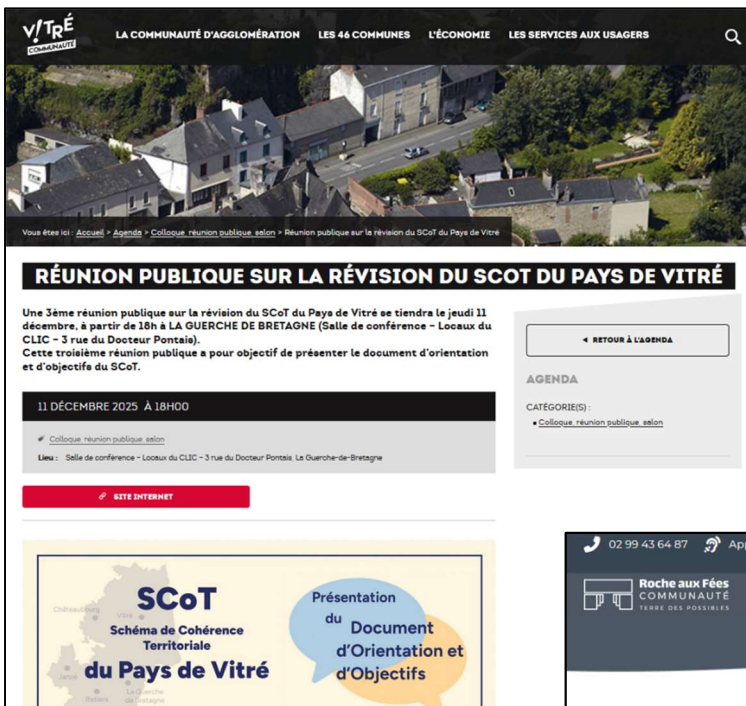 V!TRÉ
COMMUNAUTÉ
LA COMMUNAUTÉ D'AGGLOMÉRATION LES 46 COMMUNES L'ÉCONOMIE LES SERVICES AUX USAGERS
Vous êtes ici : Accueil > Agenda > Colloque, réunion publique, salon > Réunion publique sur la révision du SCoT du Pays de Vitré
RÉUNION PUBLIQUE SUR LA RÉVISION DU SCOT DU PAYS DE VITRÉ
Une 3ème réunion publique sur la révision du SCoT du Pays de Vitré se tiendra le jeudi 11
décembre, à partir de 18h à LA GUERCHE DE BRETAGNE (Salle de conférence – Locaux du
CLIC – 3 rue du Docteur Pontais).
Cette troisième réunion publique a pour objectif de présenter le document d'orientation
et d'objectifs du SCoT.
11 DÉCEMBRE 2025 À 18H00
Colloque, réunion publique, salon
Lieu : Salle de conférence – Locaux du CLIC – 3 rue du Docteur Pontais, La Guerche-de-Bretagne
SITE INTERNET
RETOUR À L'AGENDA
AGENDA
CATÉGORIE(S) :
Colloque, réunion publique, salon
SCoT
Schéma de Cohérence
Territoriale
du Pays de Vitré
Châteaubourg
Vitré
Janzé
La Guerche
de Bretagne
Retiers
Présentation
du
Document
d'Orientation et
d'Objectifs
02 99 43 64 87 App
Roche aux Fées
COMMUNAUTÉ
TERRE DES POSSIBLES